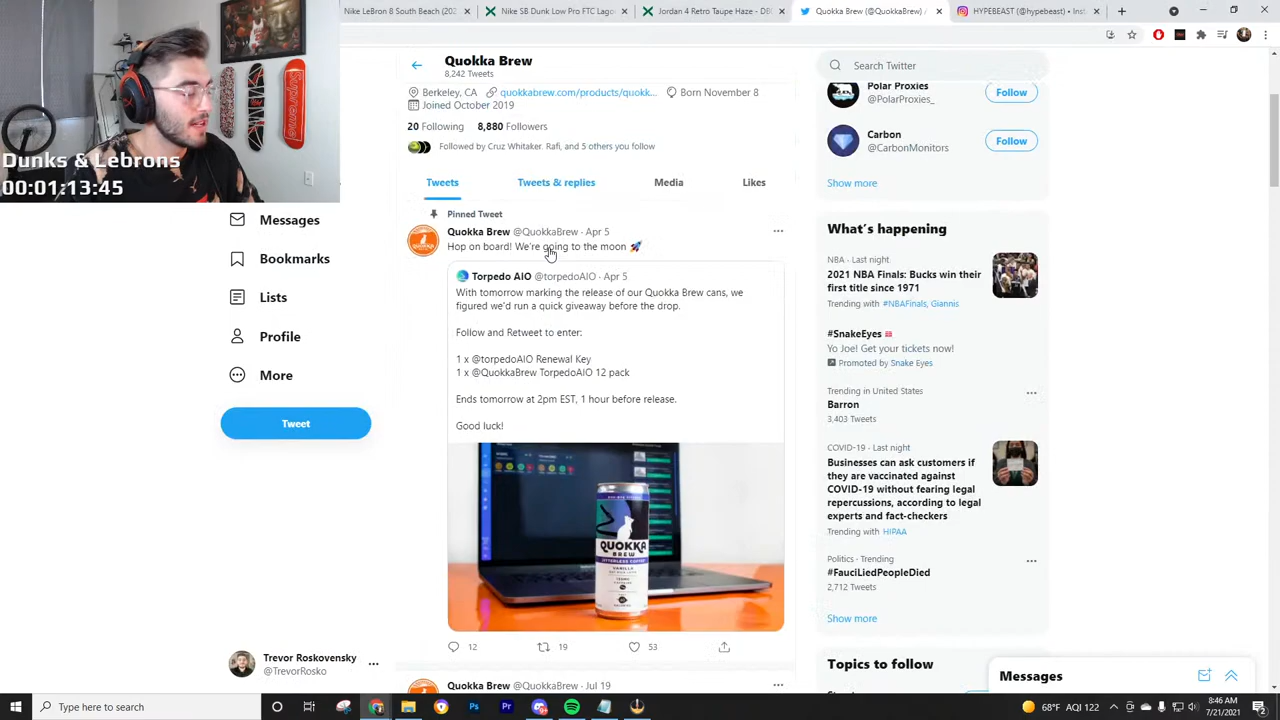 Nike LeBron 8 South Beach (202
Nike SB Dunk Low Pro FTC Lago
Jordan 4 Retro Taupe Haze - DB
Quokka Brew (@QuokkaBrew) / 
HYPEBEAST (@hypebeast) • Inst
Supreme
Dunks & Lebrons
00:01:13:45
Messages
Bookmarks
Lists
Profile
More
Tweet
Trevor Roskovensky
@TrevorRosko
Quokka Brew
8,242 Tweets
Berkeley, CA
quokkabrew.com/products/quokk...
Born November 8
Joined October 2019
20 Following 8,880 Followers
Followed by Cruz Whitaker. Rafi, and 5 others you follow
Tweets
Tweets & replies
Media
Likes
Pinned Tweet
Quokka Brew @QuokkaBrew · Apr 5
Hop on board! We're going to the moon 🚀
Torpedo AIO @torpedoAIO · Apr 5
With tomorrow marking the release of our Quokka Brew cans, we
figured we'd run a quick giveaway before the drop.
Follow and Retweet to enter:
1 x @torpedoAIO Renewal Key
1 x @QuokkaBrew TorpedoAIO 12 pack
Ends tomorrow at 2pm EST, 1 hour before release.
Good luck!
QUOKKA
BREW
JITTERLESS COFFEE
VANILLA
12
19
53
Quokka Brew @QuokkaBrew · Jul 19
Search Twitter
Polar Proxies
@PolarProxies_
Follow
Carbon
@CarbonMonitors
Follow
Show more
What's happening
NBA · Last night
2021 NBA Finals: Bucks win their
first title since 1971
Trending with #NBAFinals, Giannis
#SnakeEyes
Yo Joe! Get your tickets now!
Promoted by Snake Eyes
Trending in United States
Barron
3,403 Tweets
COVID-19 · Last night
Businesses can ask customers if
they are vaccinated against
COVID-19 without fearing legal
repercussions, according to legal
experts and fact-checkers
Trending with HIPAA
Politics · Trending
#FauciLiedPeopleDied
2,712 Tweets
Show more
Topics to follow
Messages
Type here to search
Ps
Pr
68°F AQI 122
8:46 AM
7/21/2021